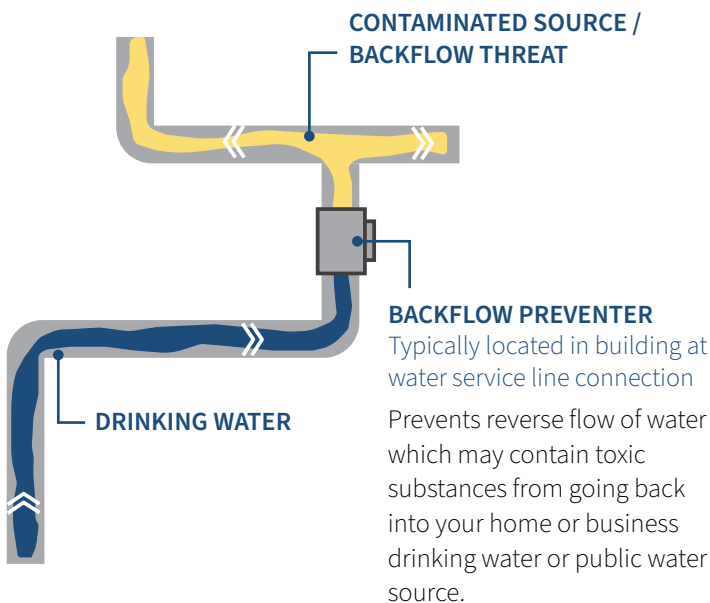 CONTAMINATED SOURCE /
BACKFLOW THREAT
BACKFLOW PREVENTER
Typically located in building at
water service line connection
DRINKING WATER
Prevents reverse flow of water
which may contain toxic
substances from going back
into your home or business
drinking water or public water
source.